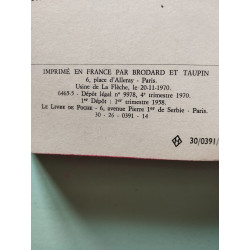 IMPRIMÉ EN FRANCE PAR BRODARD ET TAUPIN
6, place d'Alleray - Paris.
Usine de La Flèche, le 20-11-1970.
6465-5 - Dépôt légal n° 9978, 4e trimestre 1970.
1er Dépôt : 1er trimestre 1958.
LE LIVRE DE POCHE - 6, avenue Pierre 1er de Serbie - Paris.
30 - 26 - 0391 - 14
30/0391/